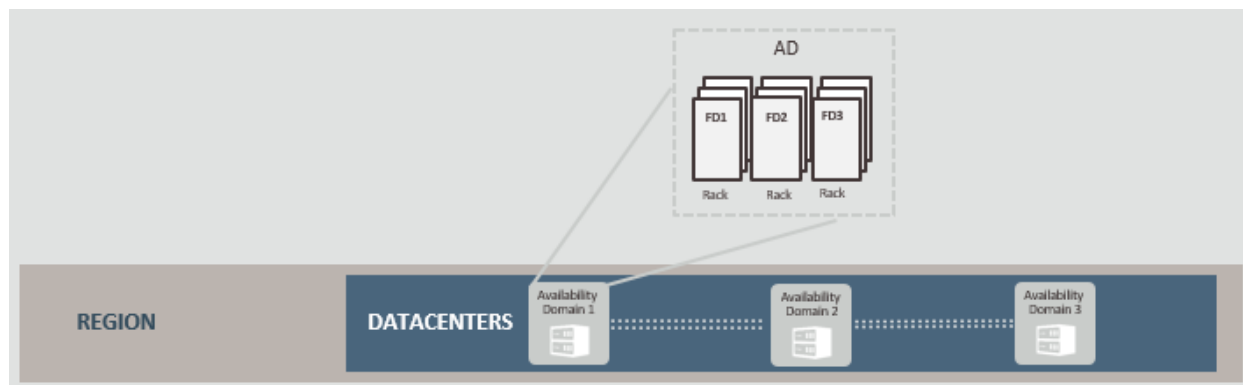 AD
FD1 FD2 FD3
Rack Rack Rack
REGION
DATACENTERS
Availability
Domain 1
Availability
Domain 2
Availability
Domain 3